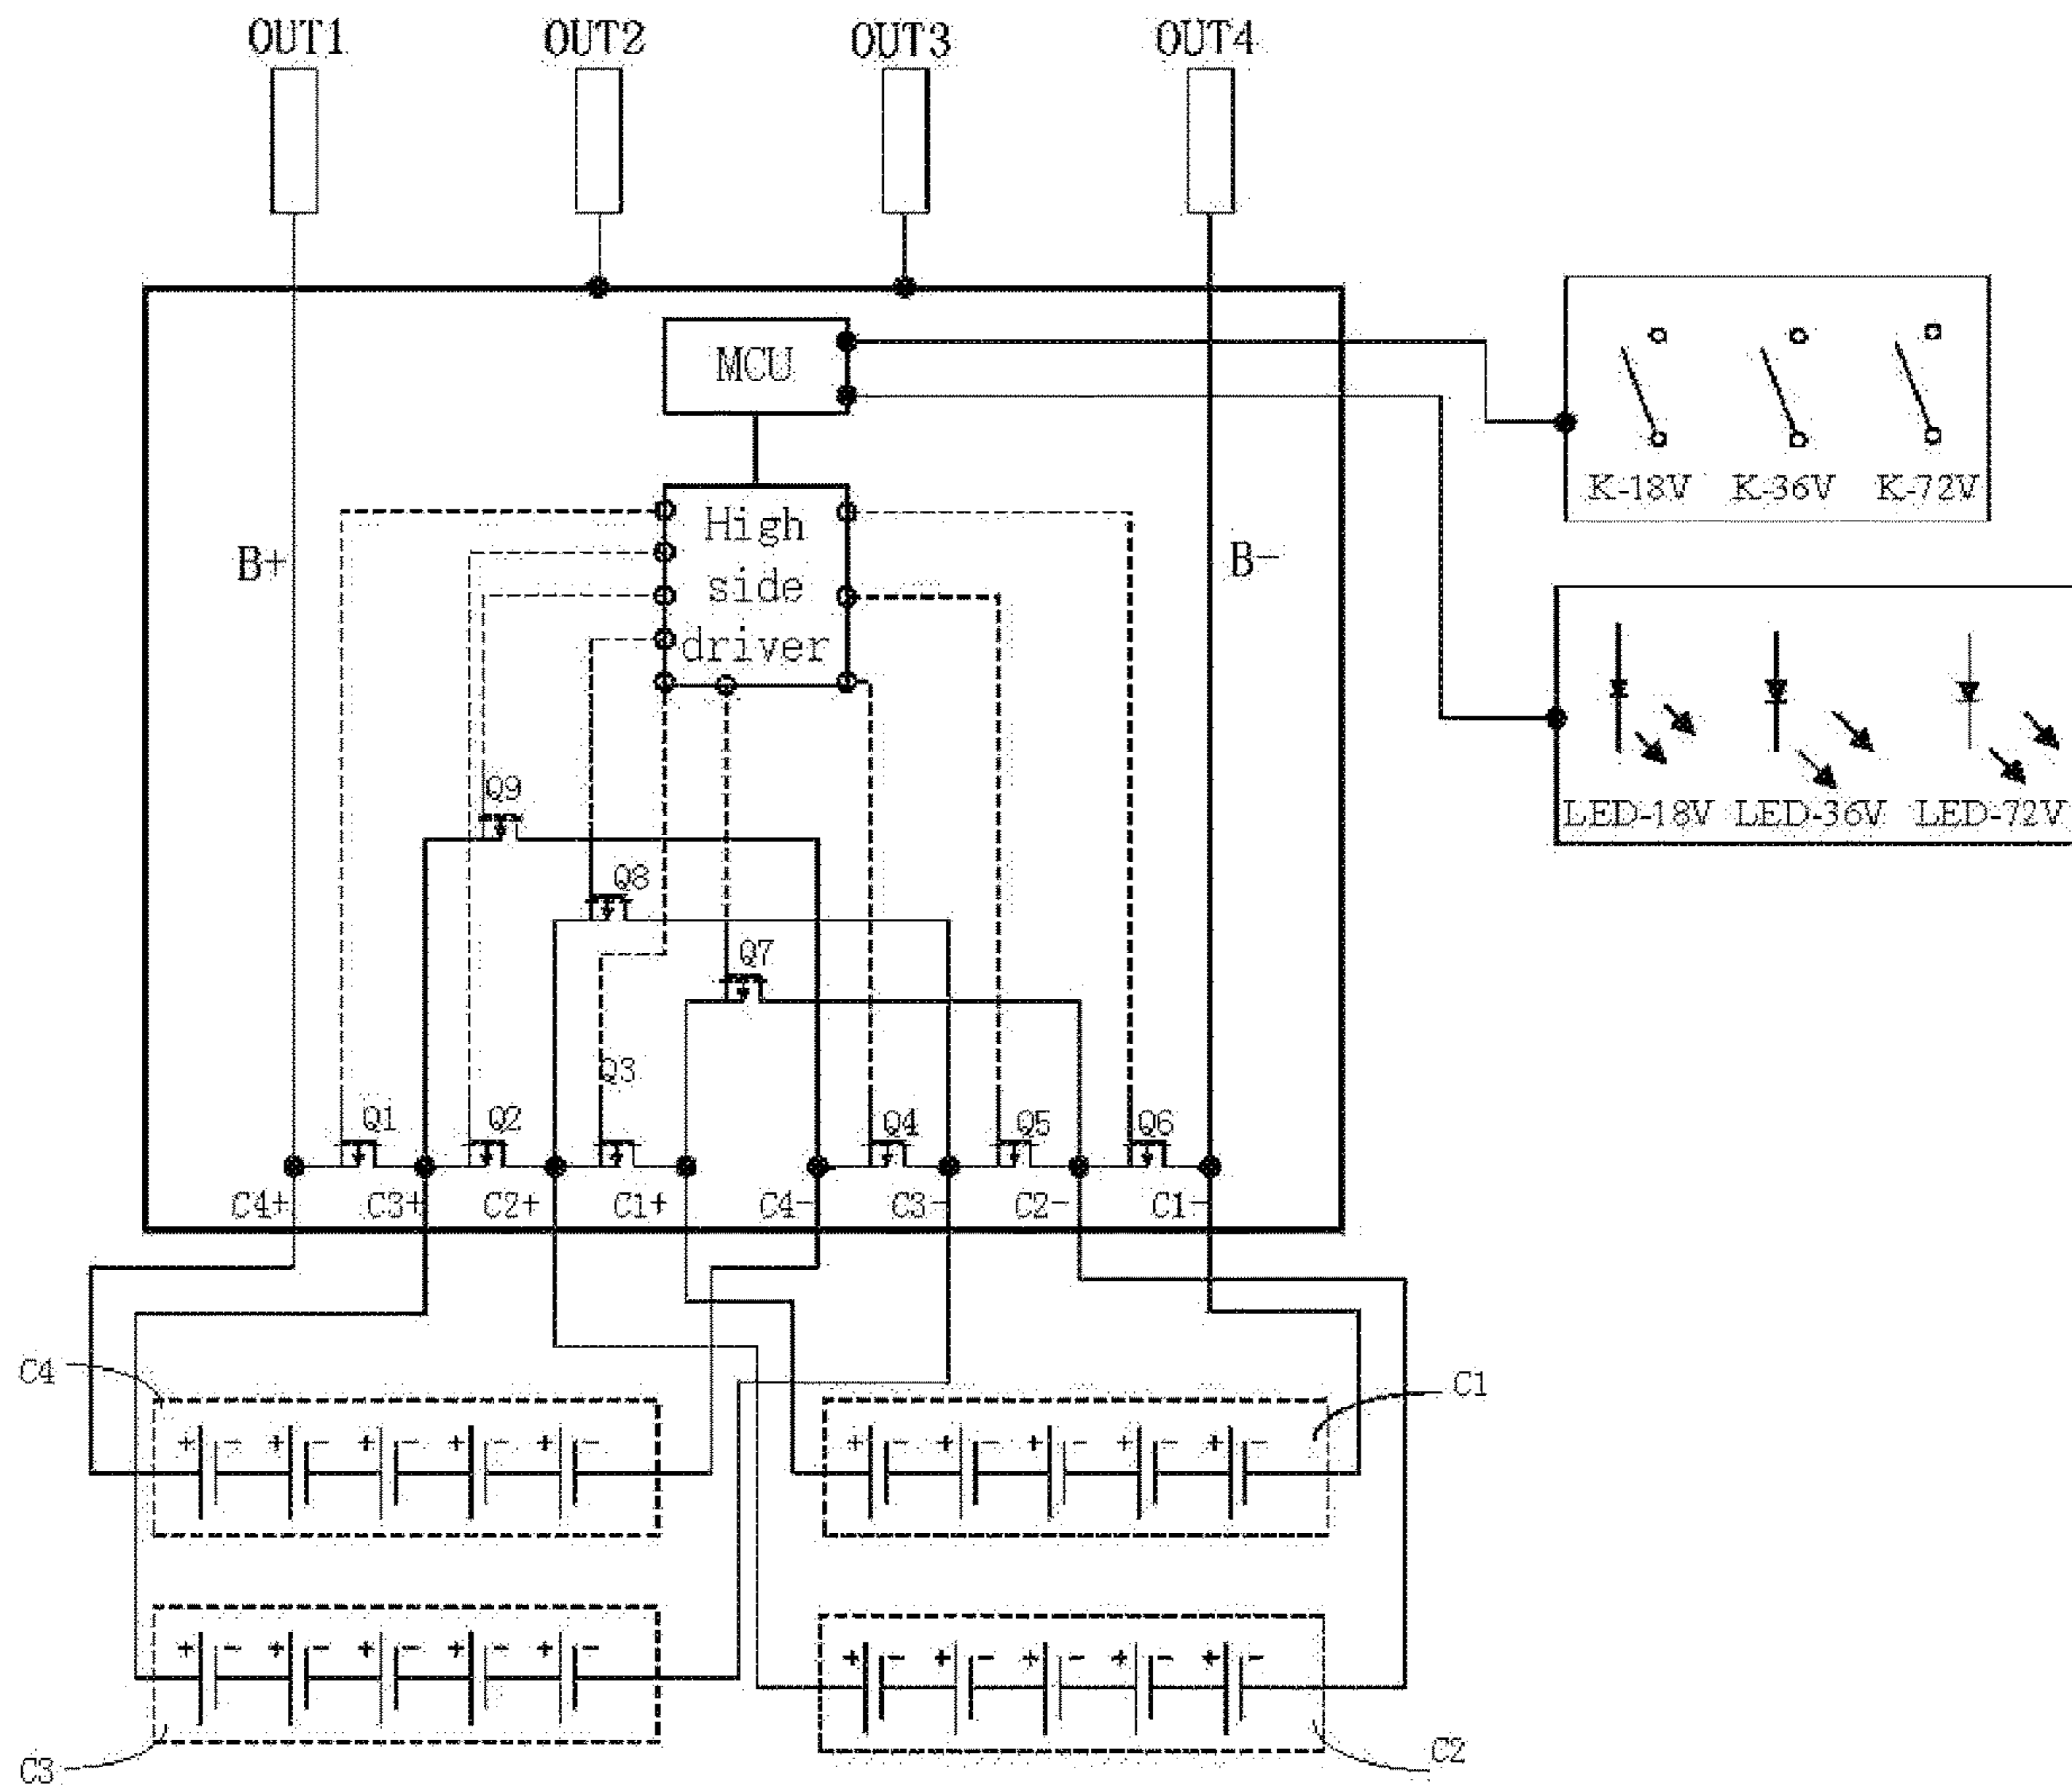 OUT1 OUT2 OUT3 OUT4
MCU
K-18V K-36V K-72V
High
side
driver
B+ B-
LED-18V LED-36V LED-72V
Q9
Q8
Q7
Q3
Q1 Q2 Q4 Q5 Q6
C4+ C3+ C2+ C1+ C4- C3- C2- C1-
C4 C1
+ - + - + - + - + - + - + - + - + - + -
+ - + - + - + - + - + - + - + - + - + -
C3 C2